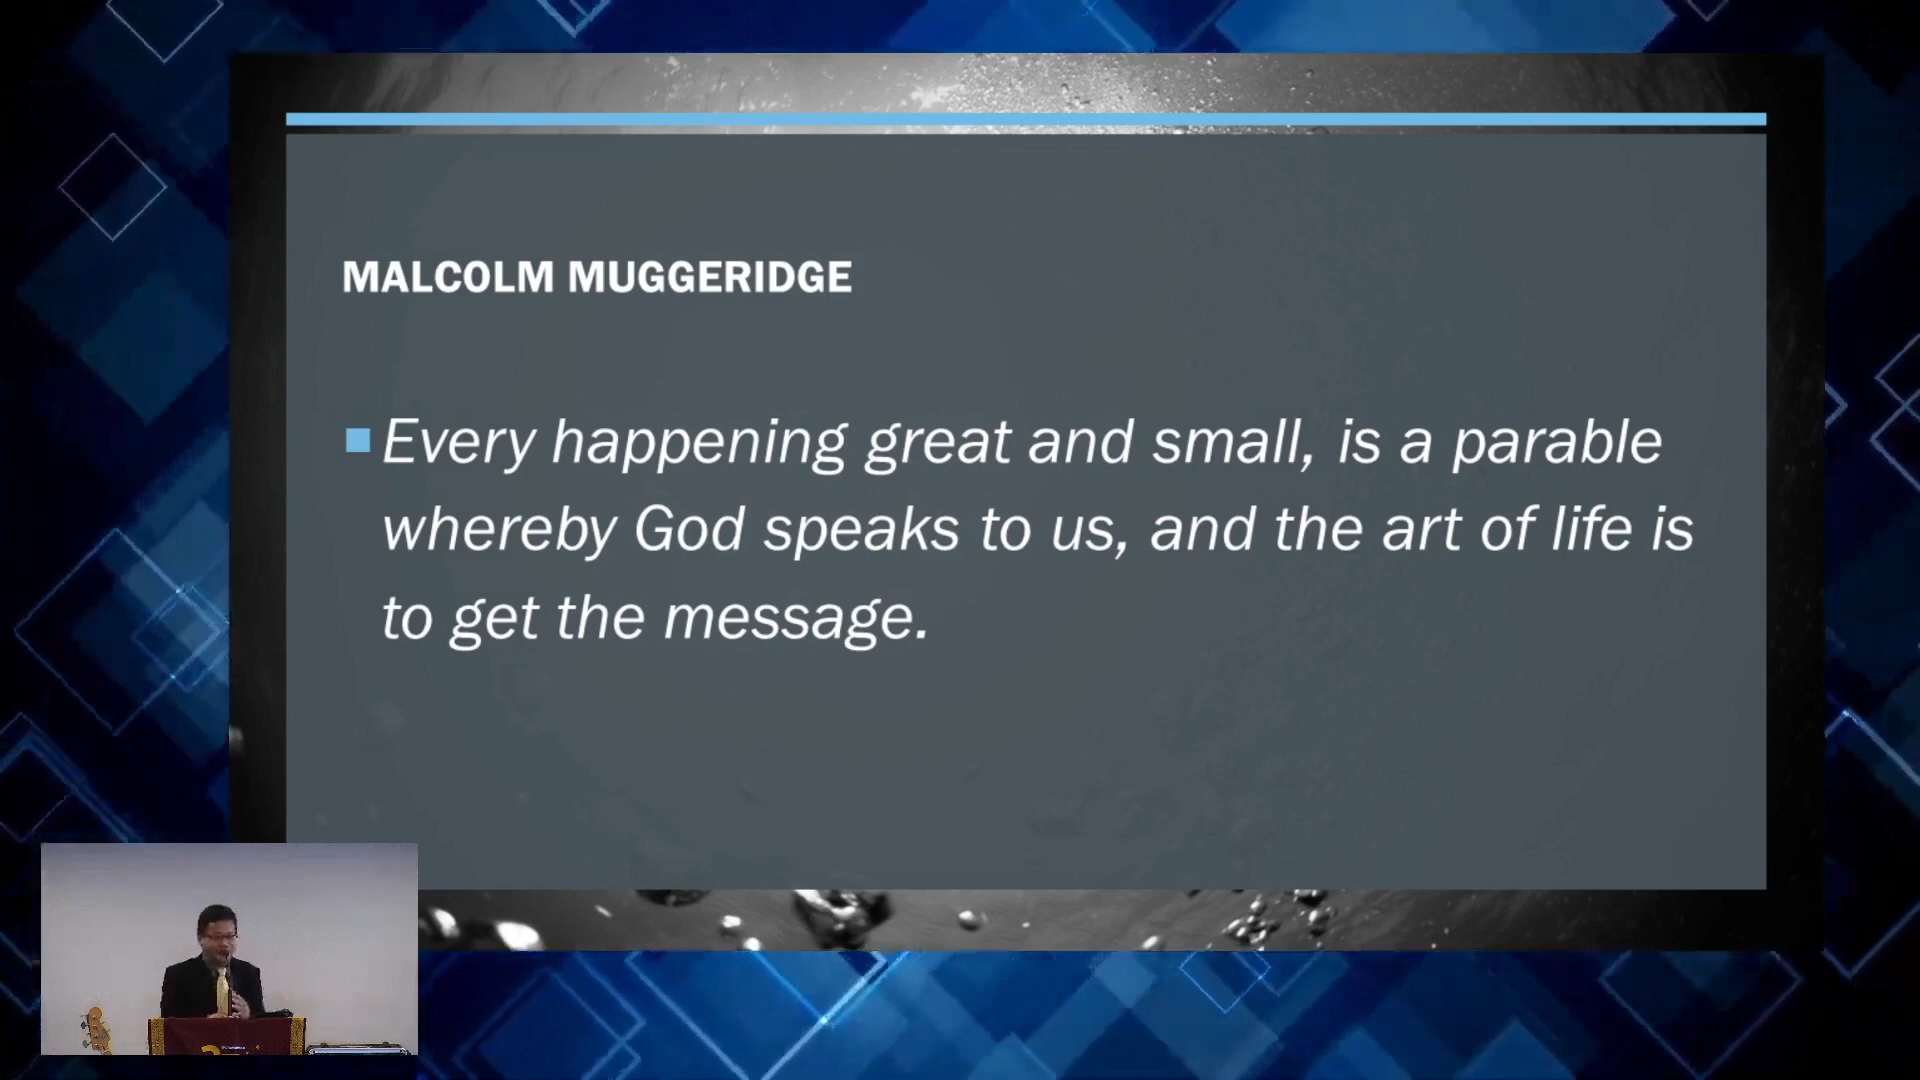 MALCOLM MUGGERIDGE
Every happening great and small, is a parable
whereby God speaks to us, and the art of life is
to get the message.